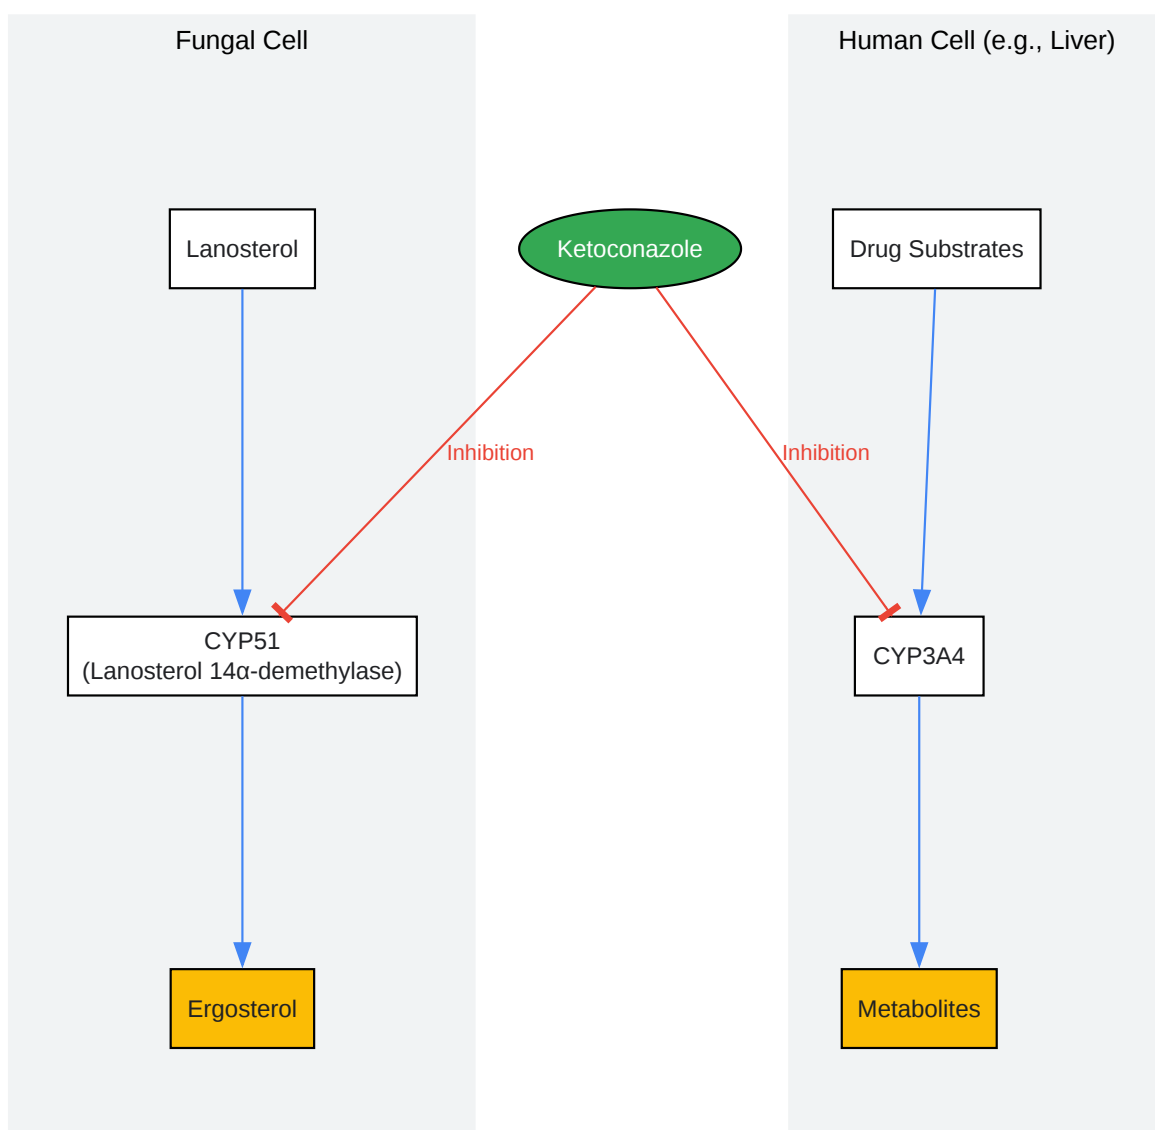 Fungal Cell
Human Cell (e.g., Liver)
Lanosterol
Ketoconazole
Drug Substrates
Inhibition
Inhibition
CYP51
(Lanosterol 14α-demethylase)
CYP3A4
Ergosterol
Metabolites